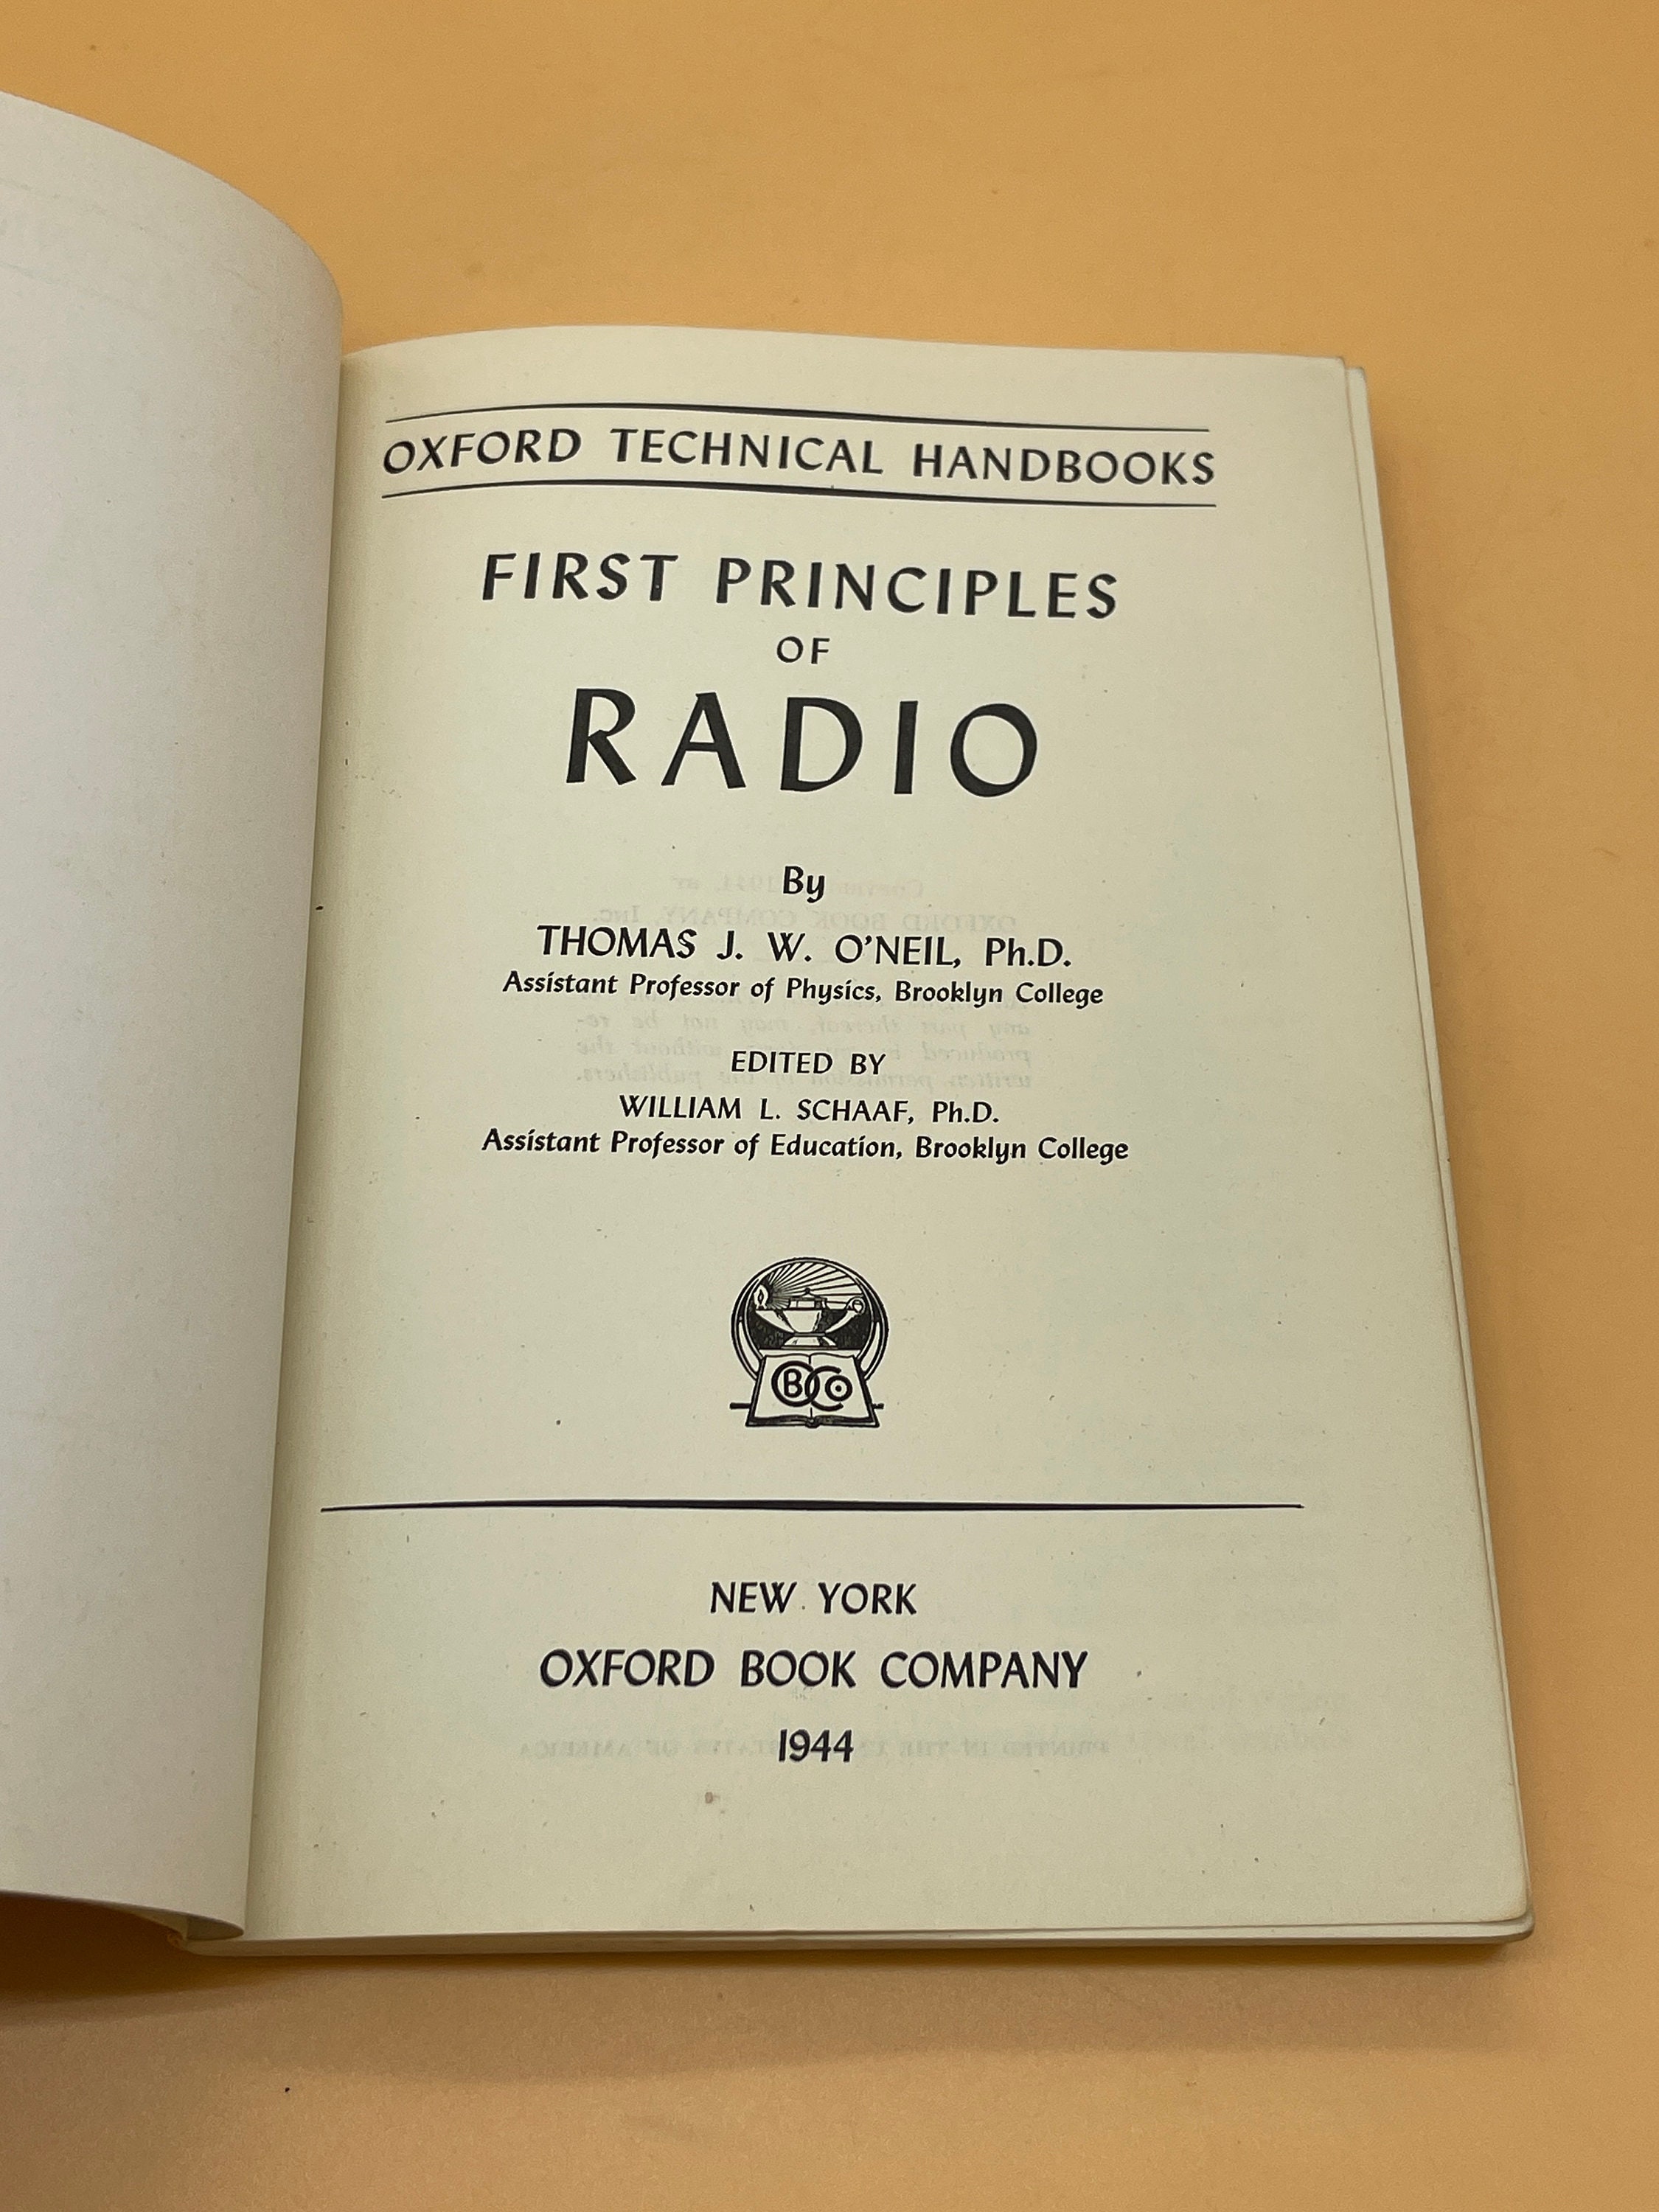 OXFORD TECHNICAL HANDBOOKS
FIRST PRINCIPLES
OF
RADIO
By
THOMAS J. W. O'NEIL, Ph.D.
Assistant Professor of Physics, Brooklyn College
EDITED BY
WILLIAM L. SCHAAF, Ph.D.
Assistant Professor of Education, Brooklyn College
OBCO
NEW YORK
OXFORD BOOK COMPANY
1944